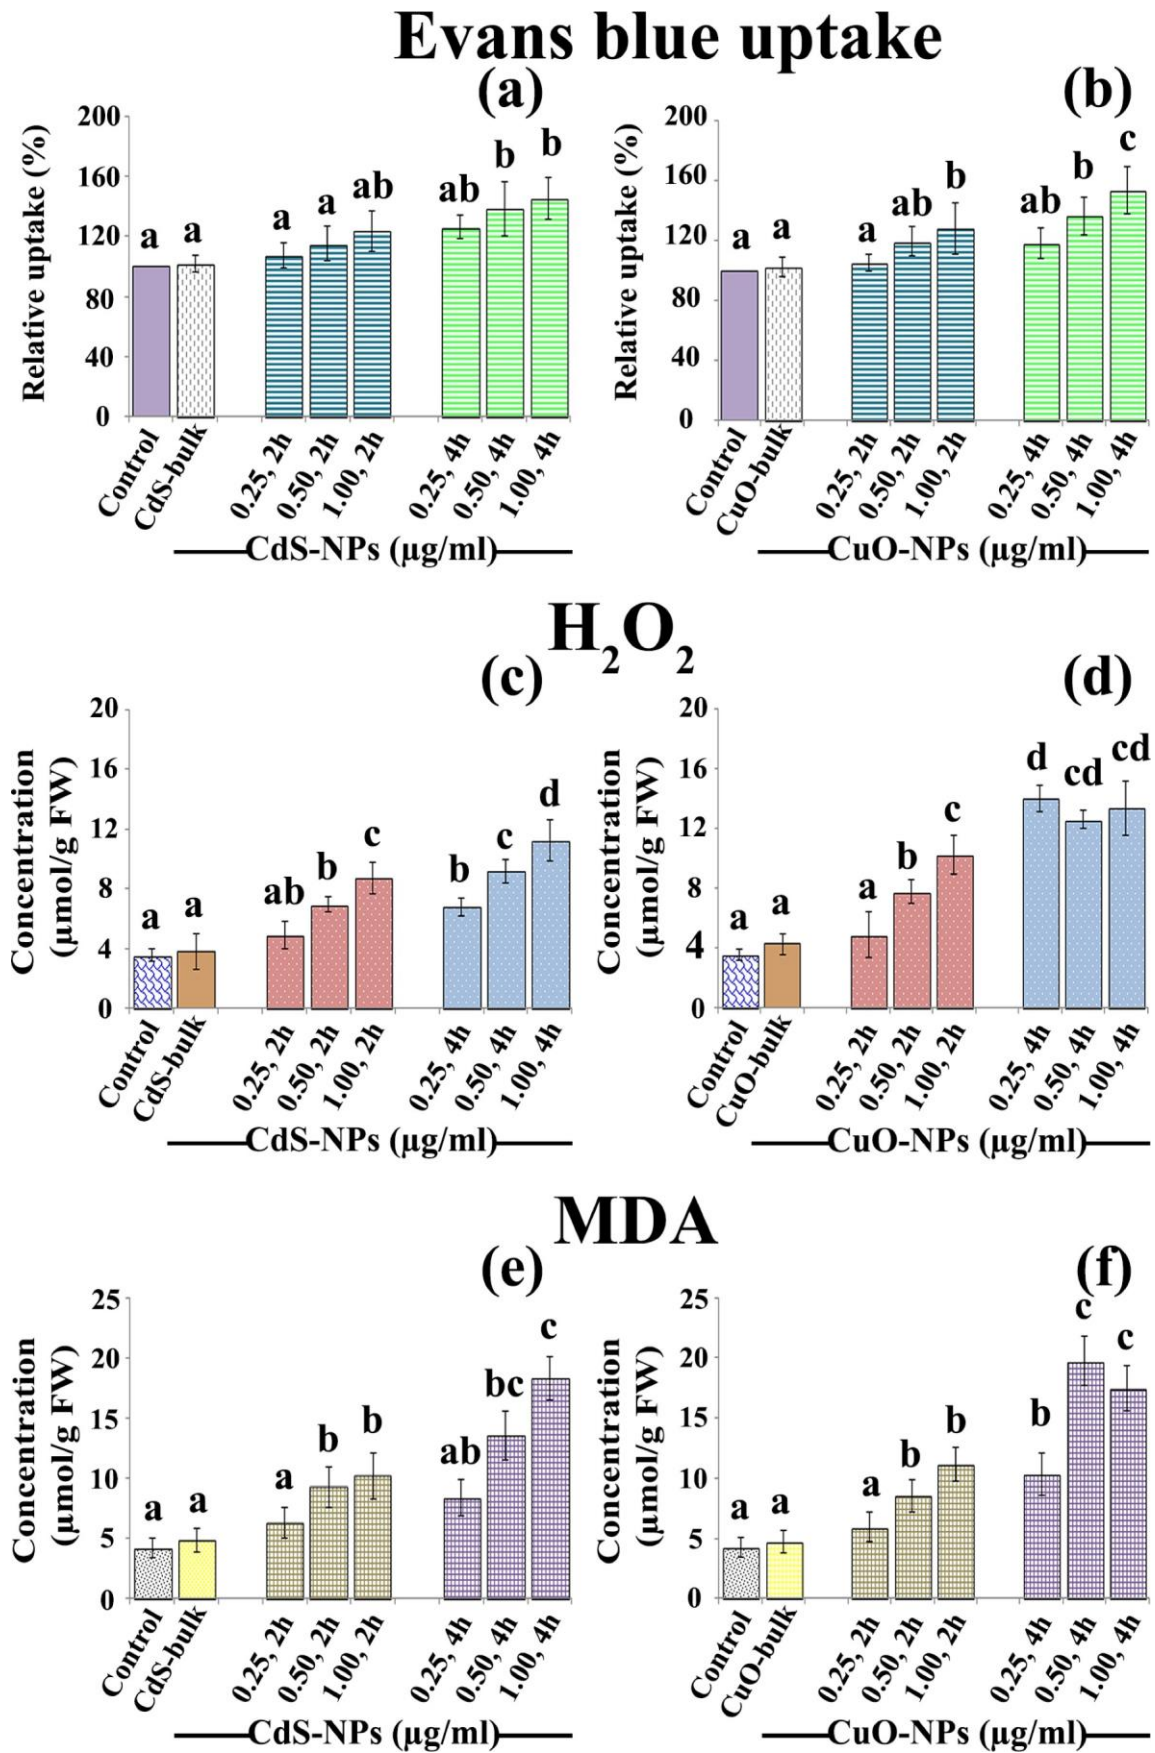 Evans blue uptake
(a)
Relative uptake (%)
200
160
120
80
40
0
a
a
a
a
ab
ab
b
b
Control
CdS-bulk
0.25, 2h
0.50, 2h
1.00, 2h
0.25, 4h
0.50, 4h
1.00, 4h
CdS-NPs (μg/ml)
(b)
Relative uptake (%)
200
160
120
80
40
0
a
a
a
ab
b
ab
b
c
Control
CuO-bulk
0.25, 2h
0.50, 2h
1.00, 2h
0.25, 4h
0.50, 4h
1.00, 4h
CuO-NPs (μg/ml)
H₂O₂
(c)
Concentration
(μmol/g FW)
20
16
12
8
4
0
a
a
ab
b
c
b
c
d
Control
CdS-bulk
0.25, 2h
0.50, 2h
1.00, 2h
0.25, 4h
0.50, 4h
1.00, 4h
CdS-NPs (μg/ml)
(d)
Concentration
(μmol/g FW)
20
16
12
8
4
0
a
a
a
b
c
d
cd
cd
Control
CuO-bulk
0.25, 2h
0.50, 2h
1.00, 2h
0.25, 4h
0.50, 4h
1.00, 4h
CuO-NPs (μg/ml)
MDA
(e)
Concentration
(μmol/g FW)
25
20
15
10
5
0
a
a
a
b
b
ab
bc
c
Control
CdS-bulk
0.25, 2h
0.50, 2h
1.00, 2h
0.25, 4h
0.50, 4h
1.00, 4h
CdS-NPs (μg/ml)
(f)
Concentration
(μmol/g FW)
25
20
15
10
5
0
a
a
a
b
b
b
c
c
Control
CuO-bulk
0.25, 2h
0.50, 2h
1.00, 2h
0.25, 4h
0.50, 4h
1.00, 4h
CuO-NPs (μg/ml)